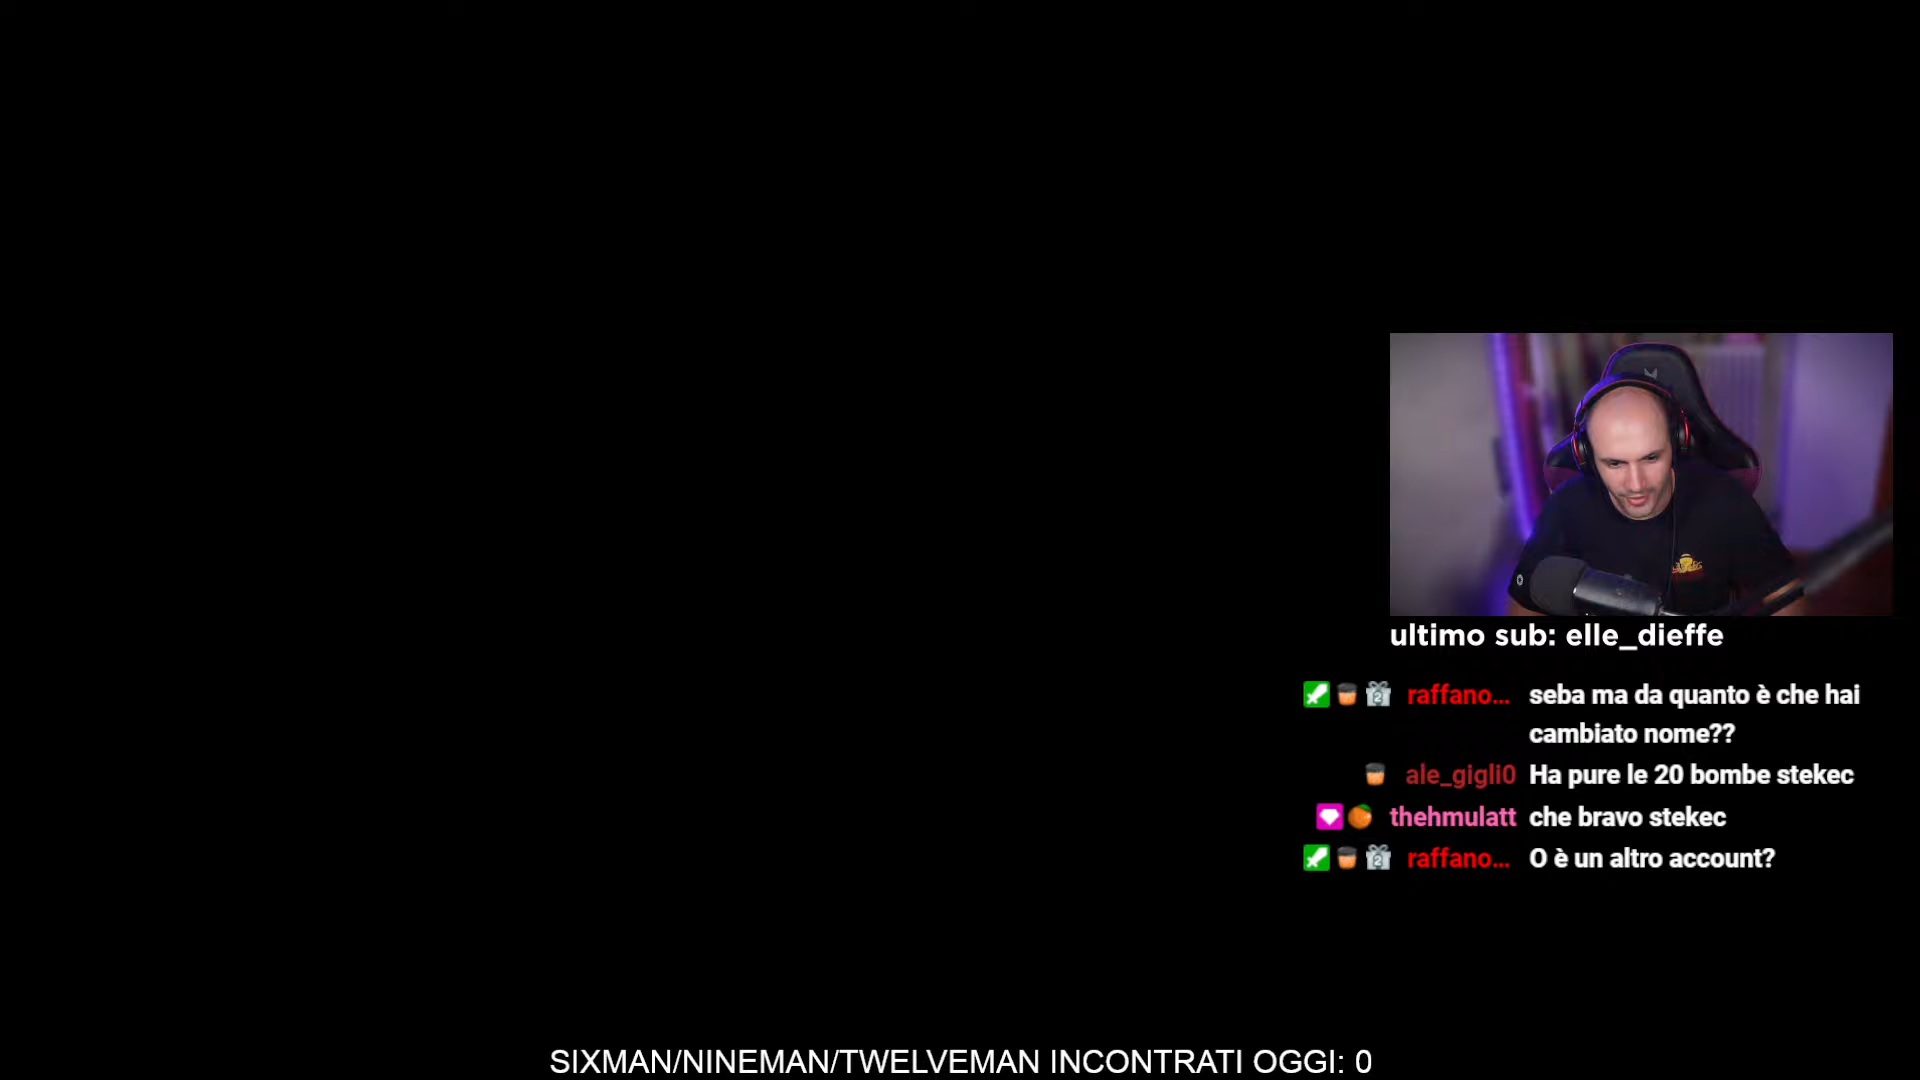 ultimo sub: elle_dieffe
raffano... seba ma da quanto è che hai
cambiato nome??
ale_gigli0 Ha pure le 20 bombe stekec
thehmulatt che bravo stekec
raffano... O è un altro account?
SIXMAN/NINEMAN/TWELVEMAN INCONTRATI OGGI: 0